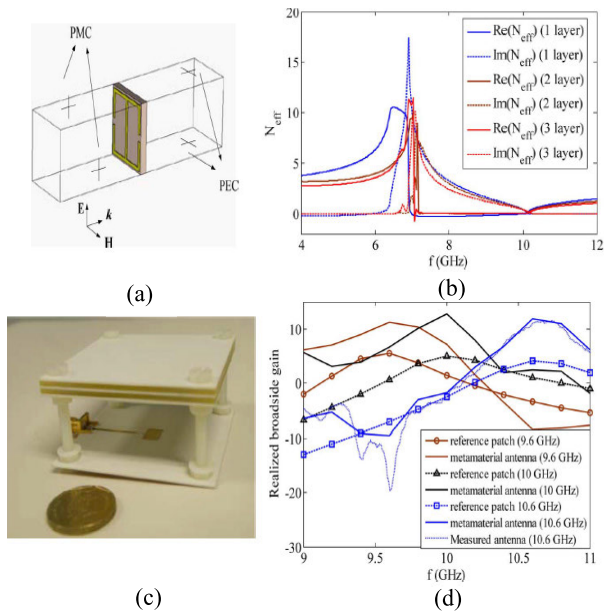 PMC
PEC
E
k
H
(a)
20
15
10
5
0
N_eff
4
6
8
10
12
f (GHz)
Re(N_eff) (1 layer)
Im(N_eff) (1 layer)
Re(N_eff) (2 layer)
Im(N_eff) (2 layer)
Re(N_eff) (3 layer)
Im(N_eff) (3 layer)
(b)
(c)
10
0
-10
-20
-30
Realized broadside gain
9
9.5
10
10.5
11
f (GHz)
reference patch (9.6 GHz)
metamaterial antenna (9.6 GHz)
reference patch (10 GHz)
metamaterial antenna (10 GHz)
reference patch 10.6 GHz)
metamaterial antenna (10.6 GHz)
Measured antenna (10.6 GHz)
(d)